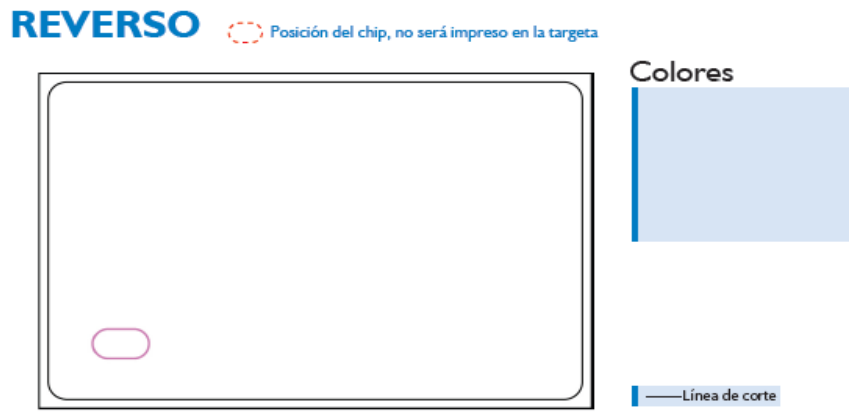 REVERSO
Posición del chip, no será impreso en la targeta
Colores
Línea de corte